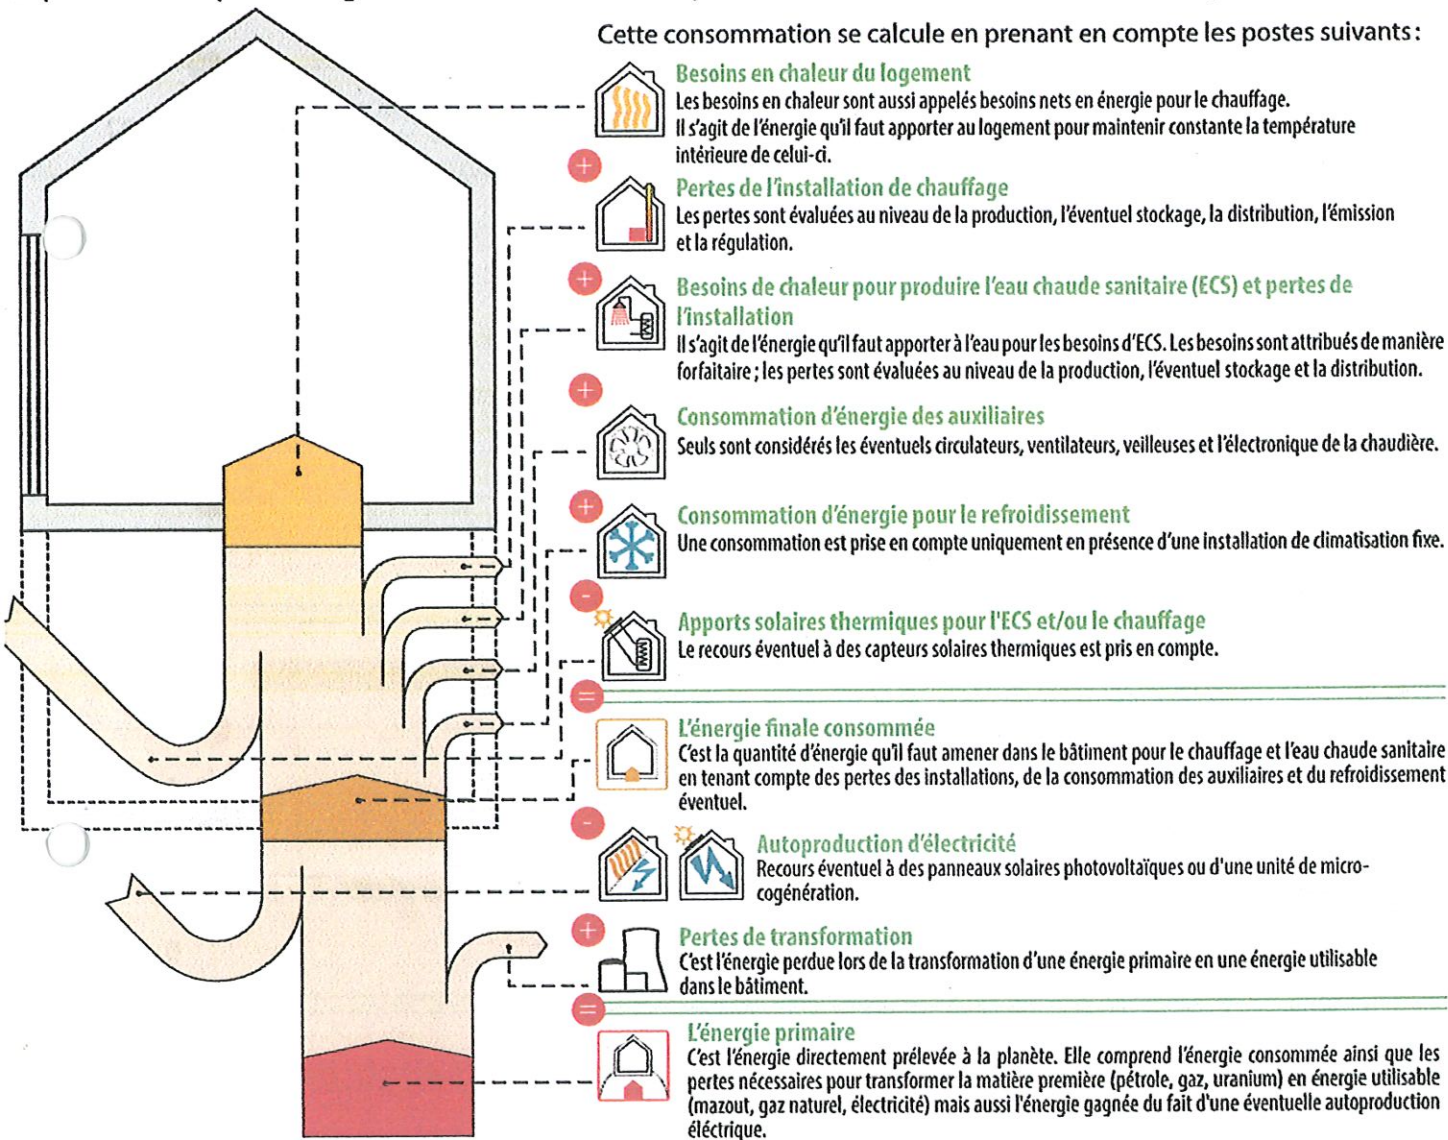 Cette consommation se calcule en prenant en compte les postes suivants :
Besoins en chaleur du logement
Les besoins en chaleur sont aussi appelés besoins nets en énergie pour le chauffage.
Il s'agit de l'énergie qu'il faut apporter au logement pour maintenir constante la température
intérieure de celui-ci.
+
Pertes de l'installation de chauffage
Les pertes sont évaluées au niveau de la production, l'éventuel stockage, la distribution, l'émission
et la régulation.
+
Besoins de chaleur pour produire l'eau chaude sanitaire (ECS) et pertes de
l'installation
Il s'agit de l'énergie qu'il faut apporter à l'eau pour les besoins d'ECS. Les besoins sont attribués de manière
forfaitaire ; les pertes sont évaluées au niveau de la production, l'éventuel stockage et la distribution.
+
Consommation d'énergie des auxiliaires
Seuls sont considérés les éventuels circulateurs, ventilateurs, veilleuses et l'électronique de la chaudière.
+
Consommation d'énergie pour le refroidissement
Une consommation est prise en compte uniquement en présence d'une installation de climatisation fixe.
-
Apports solaires thermiques pour l'ECS et/ou le chauffage
Le recours éventuel à des capteurs solaires thermiques est pris en compte.
=
L'énergie finale consommée
C'est la quantité d'énergie qu'il faut amener dans le bâtiment pour le chauffage et l'eau chaude sanitaire
en tenant compte des pertes des installations, de la consommation des auxiliaires et du refroidissement
éventuel.
-
Autoproduction d'électricité
Recours éventuel à des panneaux solaires photovoltaïques ou d'une unité de micro-
cogénération.
+
Pertes de transformation
C'est l'énergie perdue lors de la transformation d'une énergie primaire en une énergie utilisable
dans le bâtiment.
=
L'énergie primaire
C'est l'énergie directement prélevée à la planète. Elle comprend l'énergie consommée ainsi que les
pertes nécessaires pour transformer la matière première (pétrole, gaz, uranium) en énergie utilisable
(mazout, gaz naturel, électricité) mais aussi l'énergie gagnée du fait d'une éventuelle autoproduction
éléctrique.